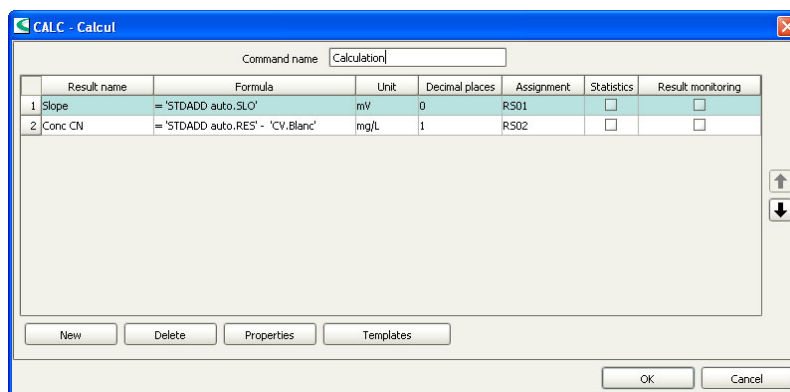 CALC - Calcul
Command name Calculation
Result name Formula Unit Decimal places Assignment Statistics Result monitoring
1 Slope = 'STDADD auto.SLO' mV 0 RS01
2 Conc CN = 'STDADD auto.RES' - 'CV.Blanc' mg/L 1 RS02
New Delete Properties Templates
OK Cancel